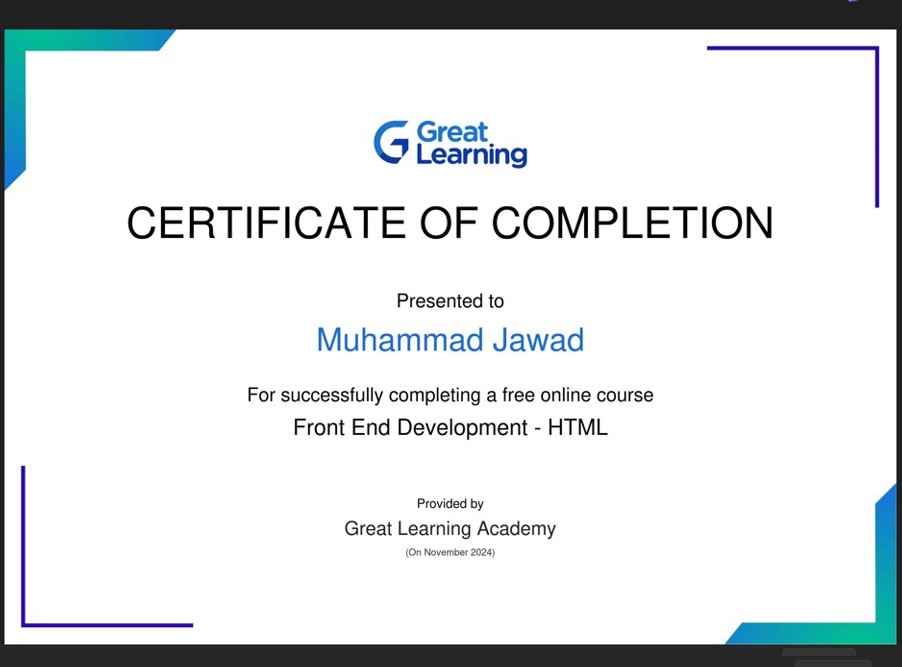 Great
Learning
CERTIFICATE OF COMPLETION
Presented to
Muhammad Jawad
For successfully completing a free online course
Front End Development - HTML
Provided by
Great Learning Academy
(On November 2024)